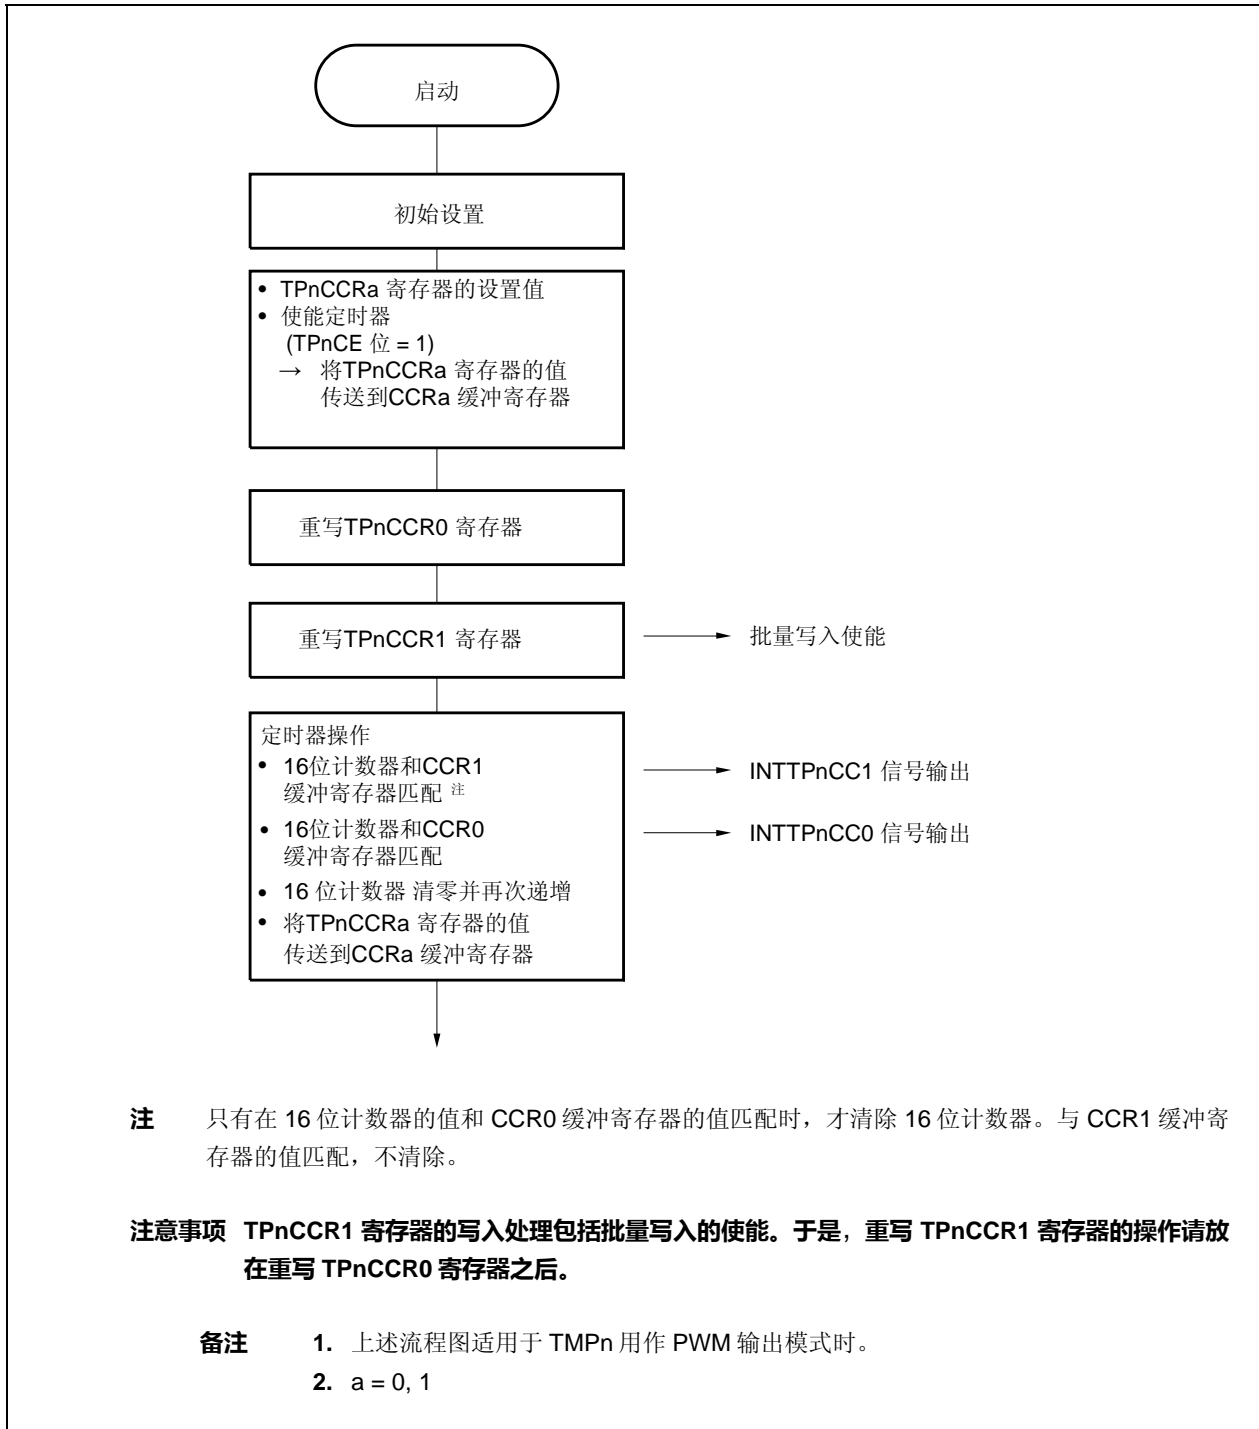 启动
初始设置
• TPnCCRa 寄存器的设置值
• 使能定时器
(TPnCE 位 = 1)
→ 将TPnCCRa 寄存器的值
传送到CCRa 缓冲寄存器
重写TPnCCR0 寄存器
重写TPnCCR1 寄存器
批量写入使能
定时器操作
• 16位计数器和CCR1
缓冲寄存器匹配 注
INTTPnCC1 信号输出
• 16位计数器和CCR0
缓冲寄存器匹配
INTTPnCC0 信号输出
• 16 位计数器 清零并再次递增
• 将TPnCCRa 寄存器的值
传送到CCRa 缓冲寄存器
注 只有在 16 位计数器的值和 CCR0 缓冲寄存器的值匹配时，才清除 16 位计数器。与 CCR1 缓冲寄
存器的值匹配，不清除。
注意事项 TPnCCR1 寄存器的写入处理包括批量写入的使能。于是，重写 TPnCCR1 寄存器的操作请放
在重写 TPnCCR0 寄存器之后。
备注 1. 上述流程图适用于 TMPn 用作 PWM 输出模式时。
2. a = 0, 1